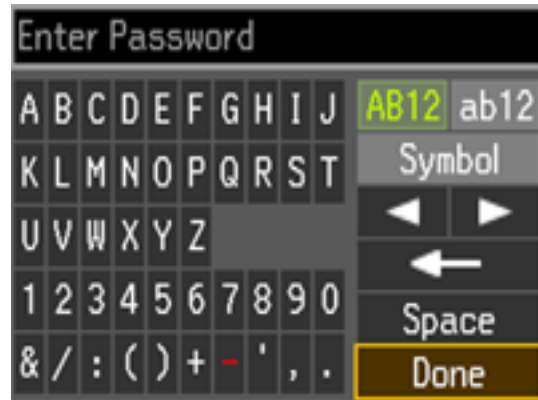 Enter Password
A B C D E F G H I J
AB12 ab12
K L M N O P Q R S T
Symbol
U V W X Y Z
1 2 3 4 5 6 7 8 9 0
Space
& / : ( ) + - ' , .
Done